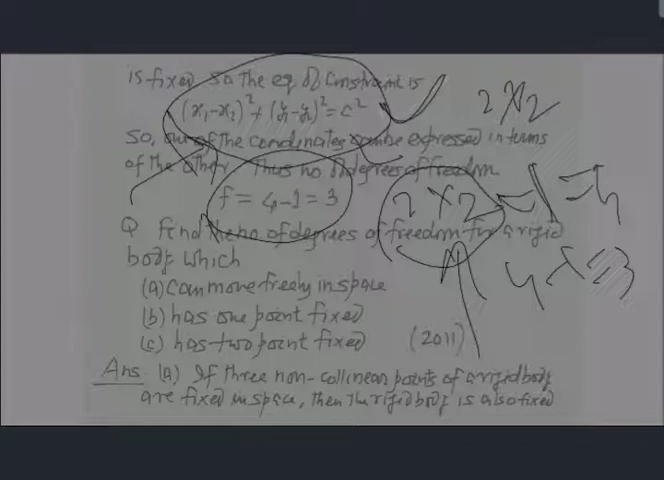 is fixed so the eq of constraint is
(x₁-x₂)²+(y₁-y₂)²=c²
2 X 2
So, one of the coordinates can be expressed in terms
of the other. Thus no of degrees of freedom
f = 4-1=3
2 X 2
Q Find the no of degrees of freedom for a rigid
body which
(a) can move freely in space
(b) has one point fixed
(c) has two point fixed (2011)
Ans (a) If three non-collinear points of a rigid body
are fixed in space, then the rigid body is also fixed